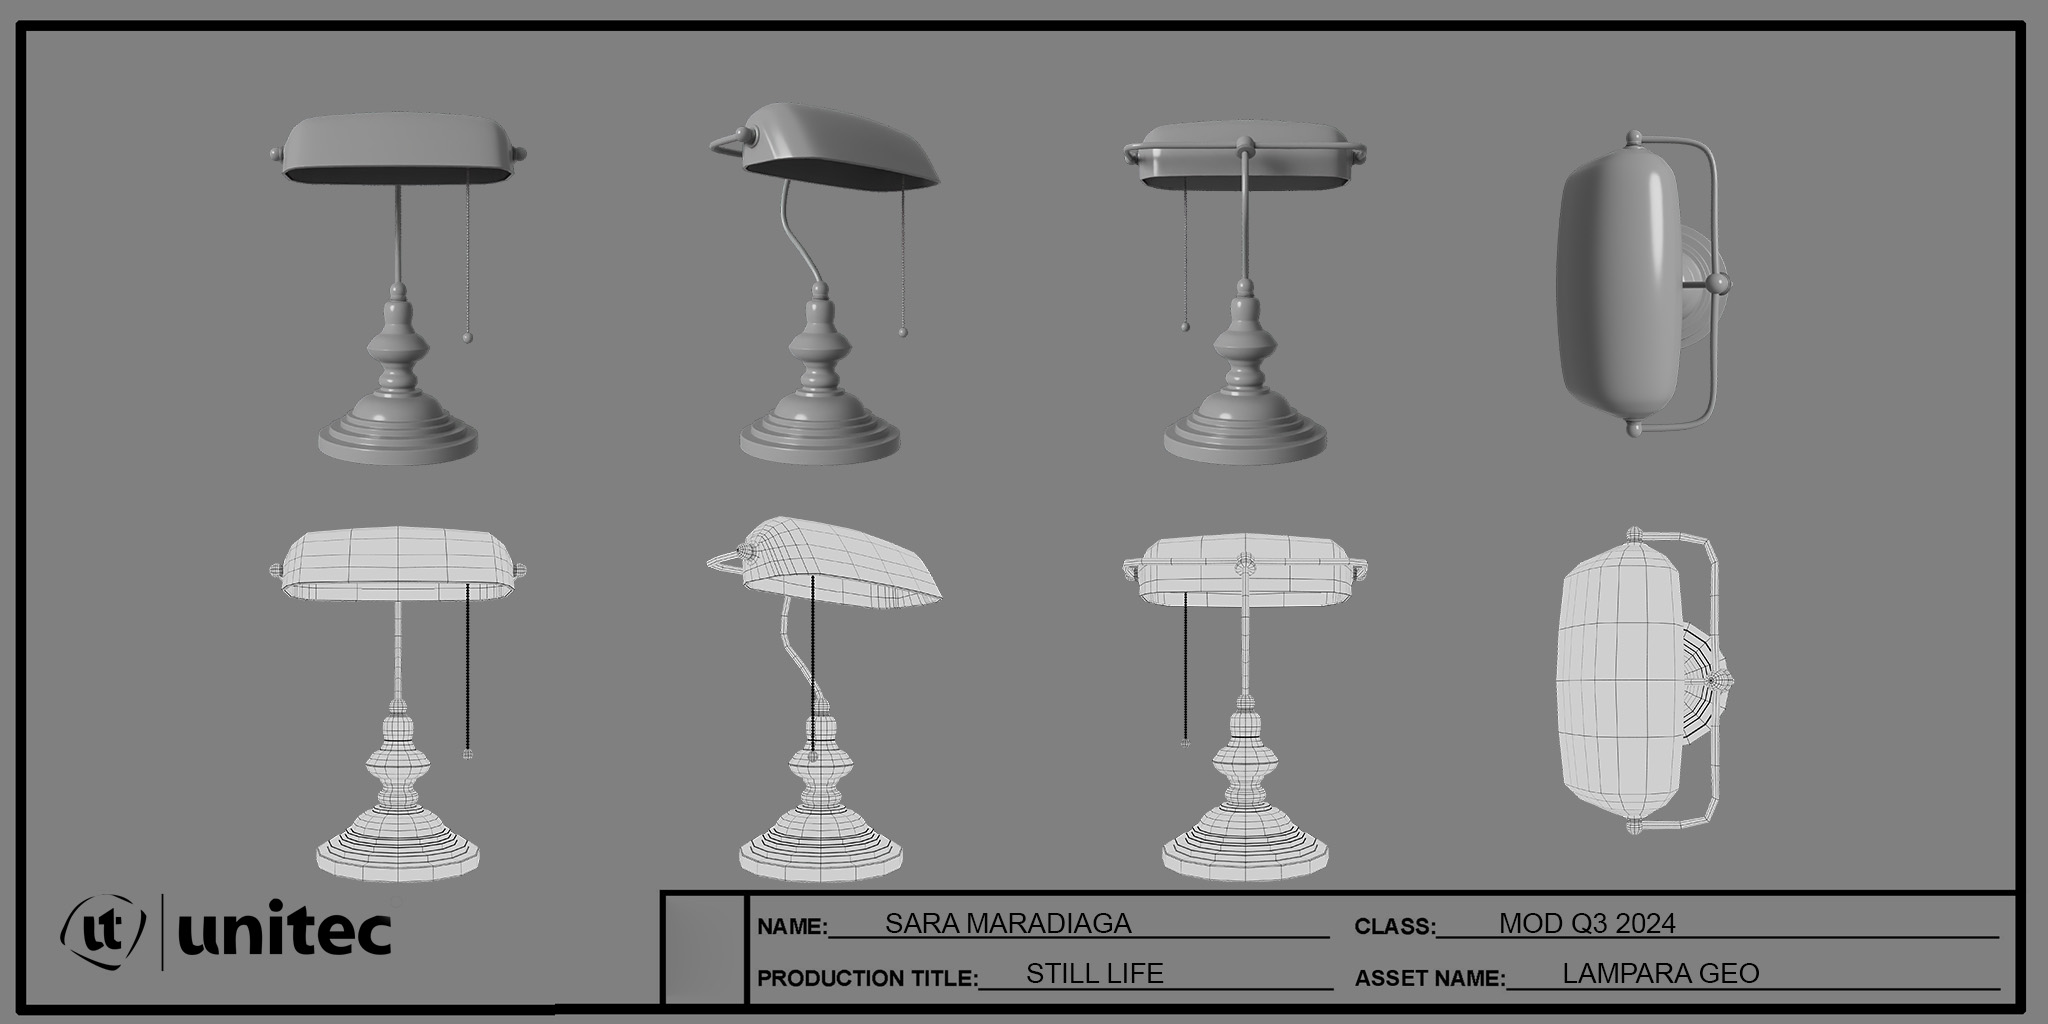 ut unitec
NAME: SARA MARADIAGA
CLASS: MOD Q3 2024
PRODUCTION TITLE: STILL LIFE
ASSET NAME: LAMPARA GEO